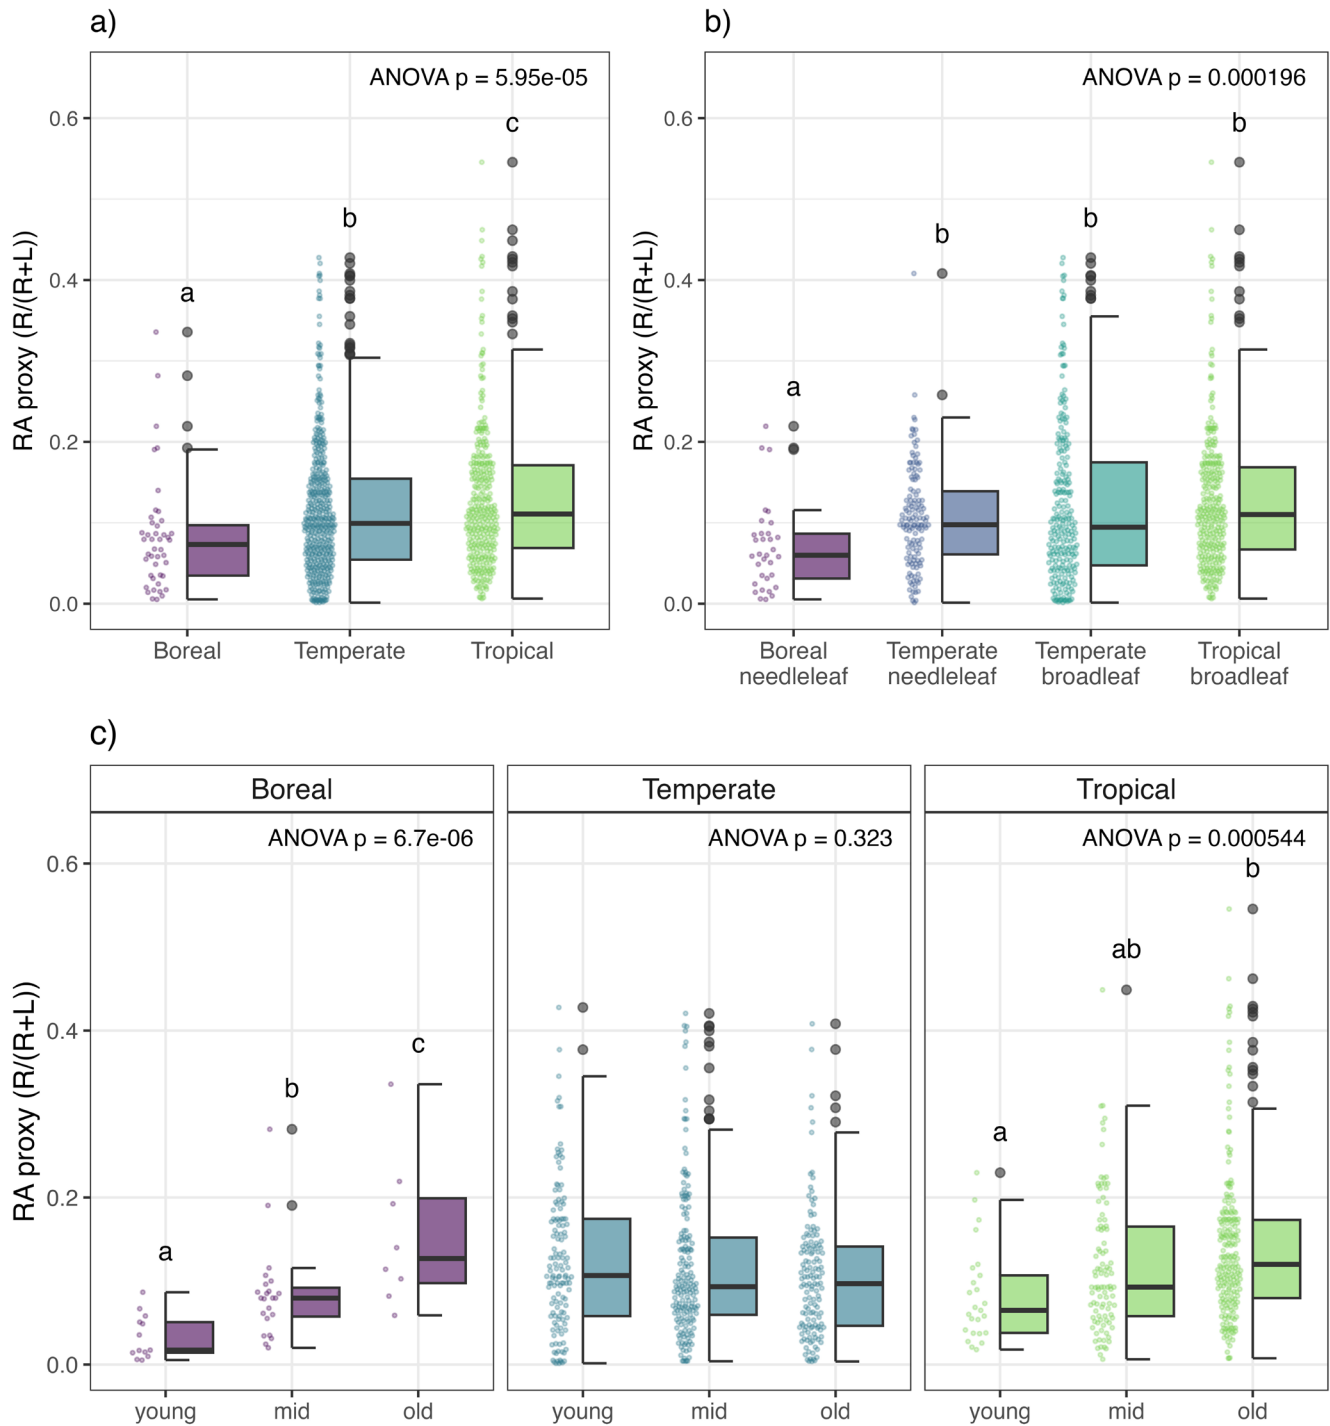 a)
ANOVA p = 5.95e-05
RA proxy (R/(R+L))
0.6
0.4
0.2
0.0
a
b
c
Boreal
Temperate
Tropical
b)
ANOVA p = 0.000196
RA proxy (R/(R+L))
0.6
0.4
0.2
0.0
a
b
b
b
Boreal
needleleaf
Temperate
needleleaf
Temperate
broadleaf
Tropical
broadleaf
c)
RA proxy (R/(R+L))
0.6
0.4
0.2
0.0
Boreal
ANOVA p = 6.7e-06
a
b
c
young
mid
old
Temperate
ANOVA p = 0.323
young
mid
old
Tropical
ANOVA p = 0.000544
a
ab
b
young
mid
old